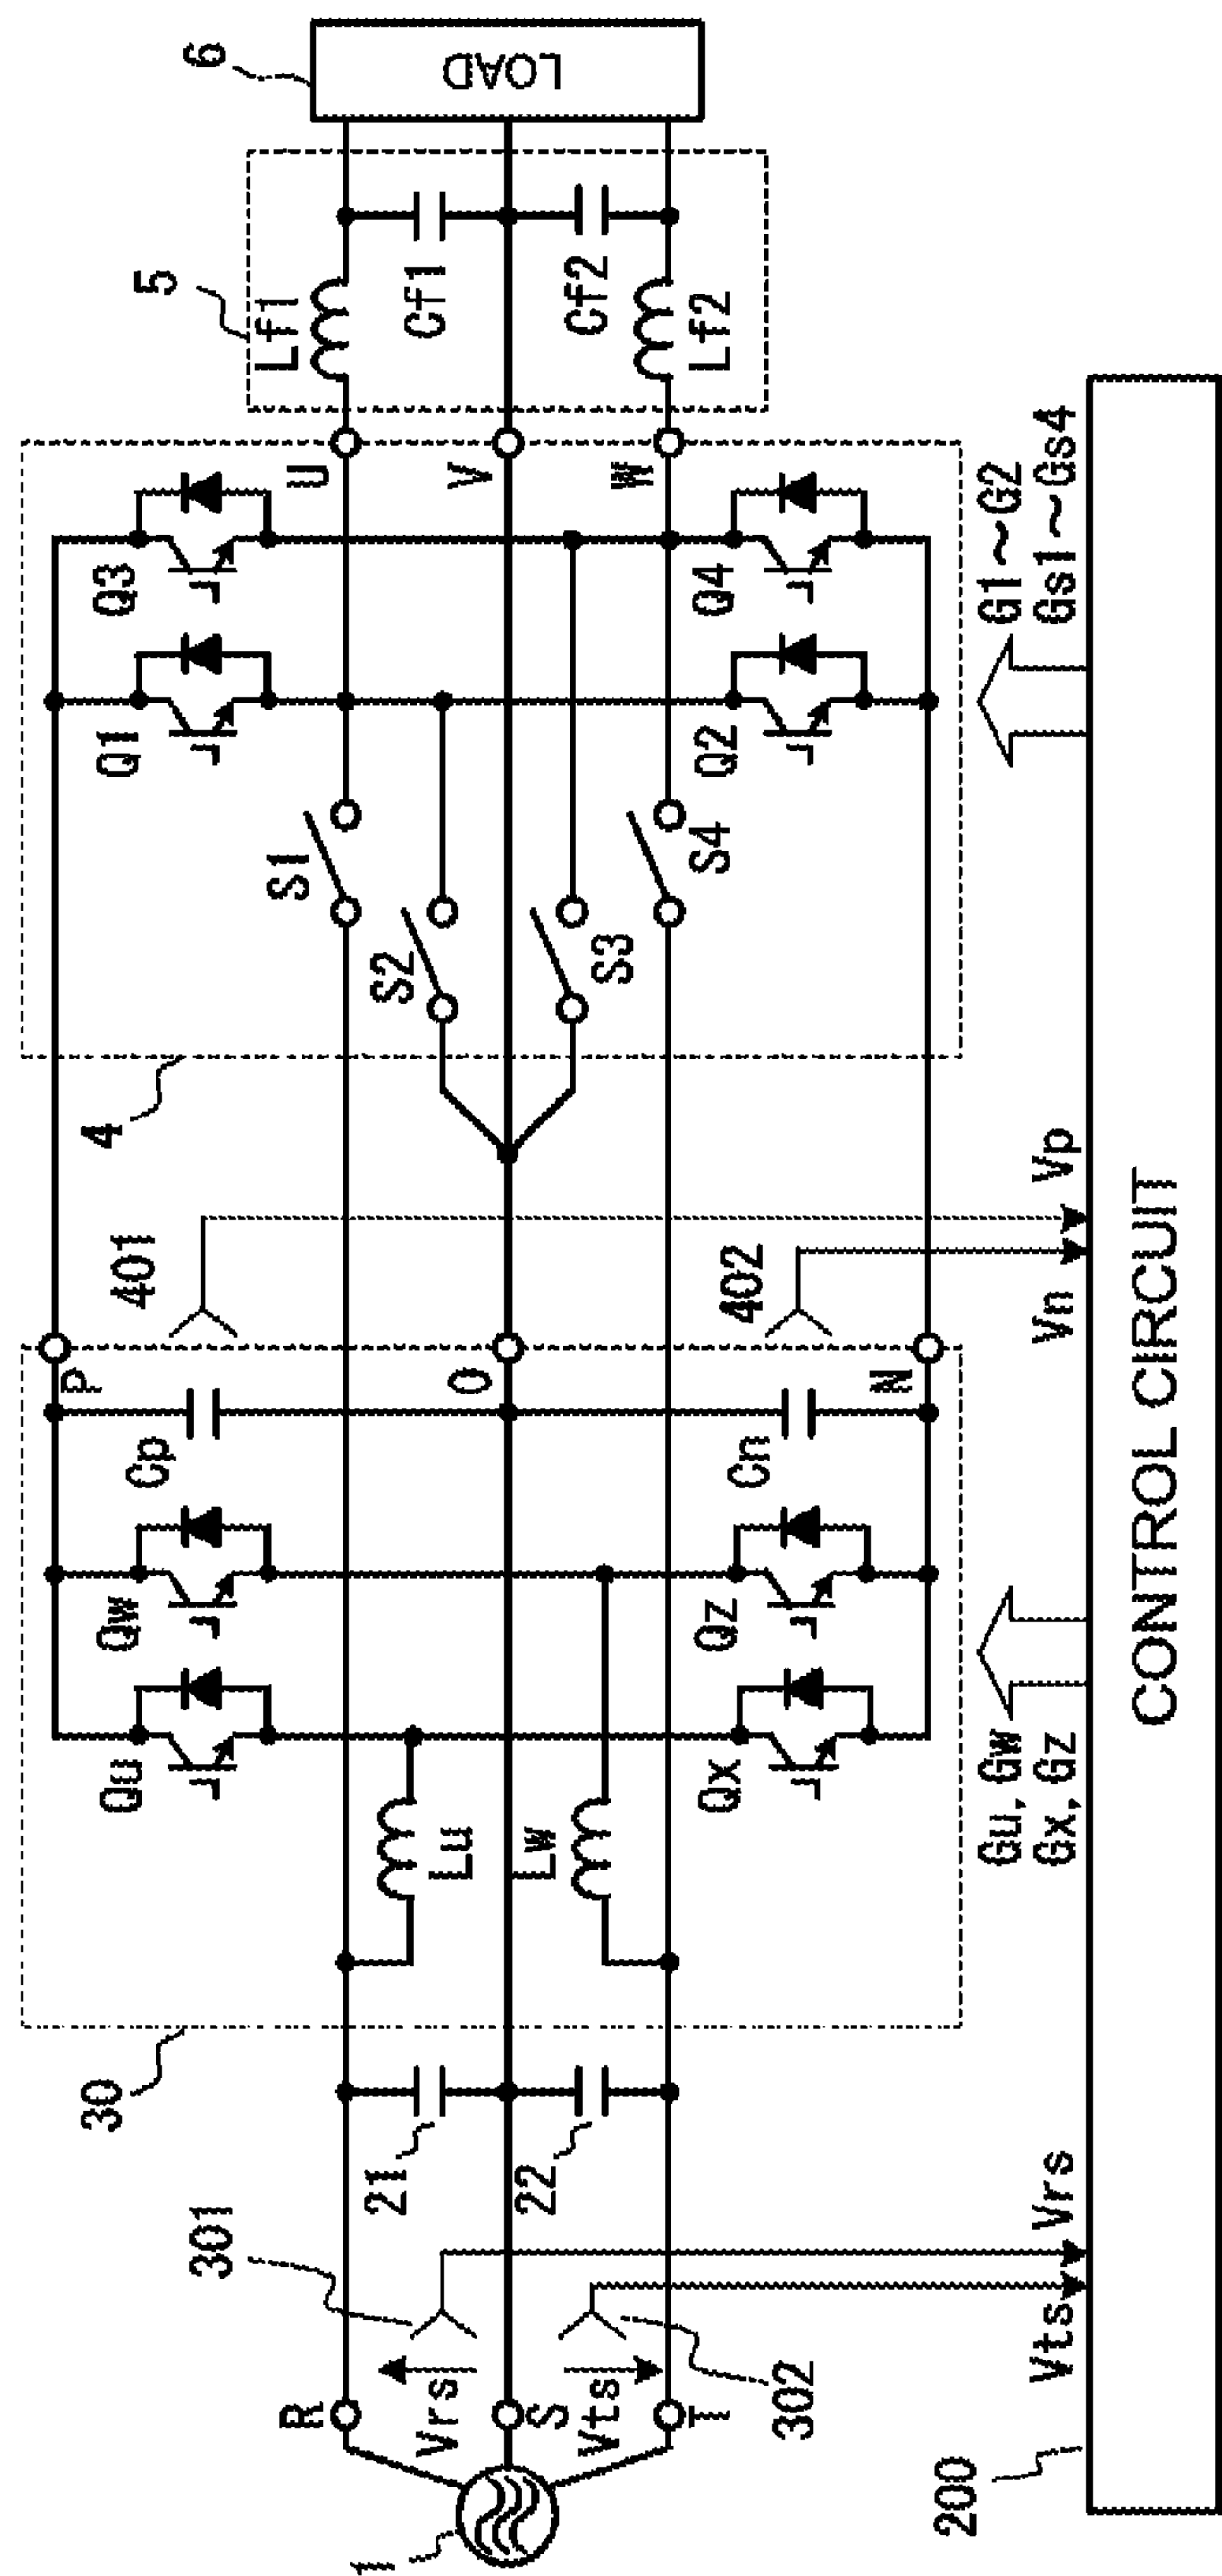 1
R
S
T
Vrs
Vts
301
302
21
22
30
Lu
Lw
Qu
Qw
Qx
Qz
Cp
Cn
P
O
N
401
402
4
S1
S2
S3
S4
Q1
Q3
Q2
Q4
U
V
W
5
Lf1
Cf1
Cf2
Lf2
6
LOAD
Vts
Vrs
Gu, Gw
Gx, Gz
Vn
Vp
G1~G2
Gs1~Gs4
200
CONTROL CIRCUIT